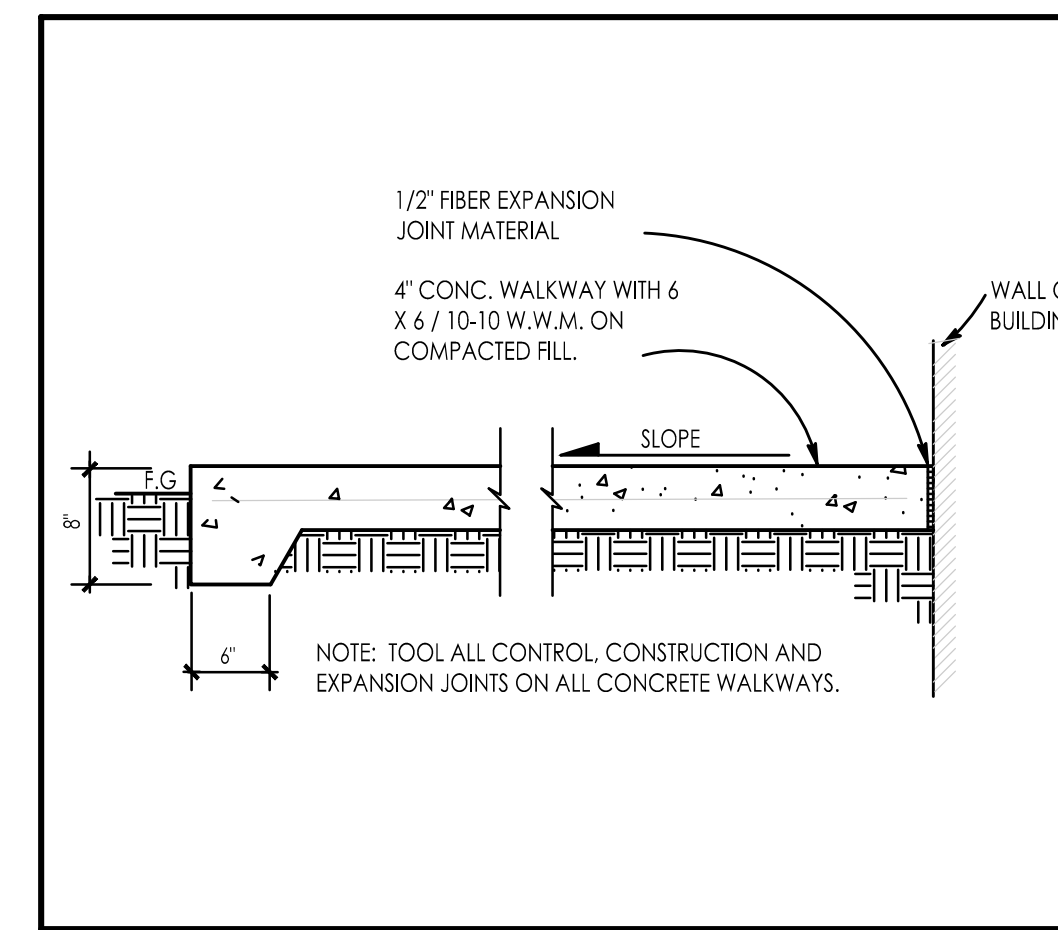 1/2" FIBER EXPANSION
JOINT MATERIAL
4" CONC. WALKWAY WITH 6
X 6 / 10-10 W.W.M. ON
COMPACTED FILL.
WALL
SLOPE
F.G
8"
6"
NOTE: TOOL ALL CONTROL, CONSTRUCTION AND
EXPANSION JOINTS ON ALL CONCRETE WALKWAYS.